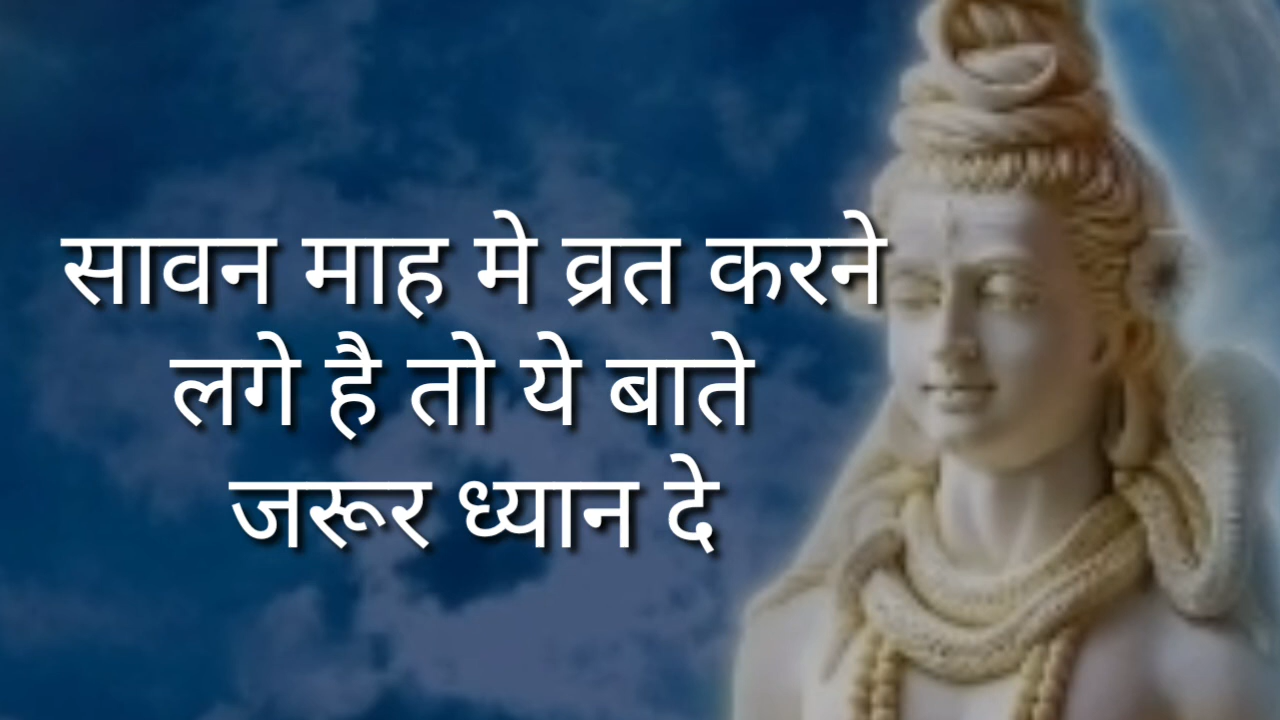 सावन माह मे व्रत करने
लगे है तो ये बाते
जरूर ध्यान दे